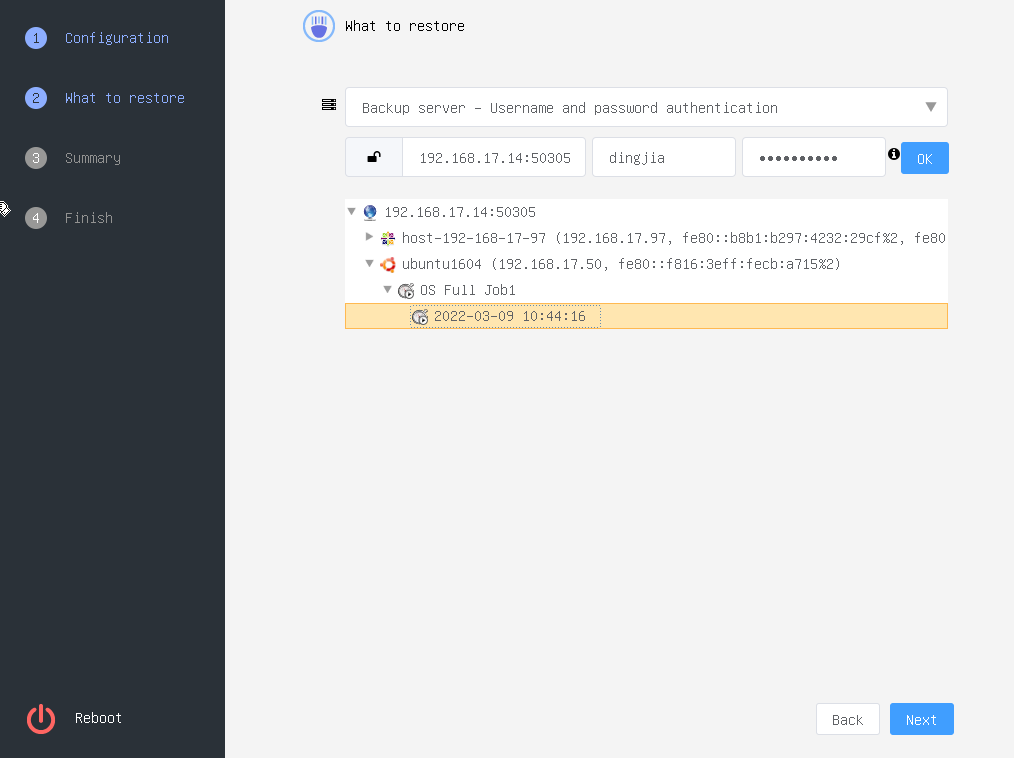 1 Configuration
2 What to restore
3 Summary
4 Finish
Reboot
What to restore
Backup server – Username and password authentication
192.168.17.14:50305 dingjia •••••••••• OK
192.168.17.14:50305
host-192-168-17-97 (192.168.17.97, fe80::b8b1:b297:4232:29cf%2, fe80
ubuntu1604 (192.168.17.50, fe80::f816:3eff:fecb:a715%2)
OS Full Job1
2022-03-09 10:44:16
Back Next